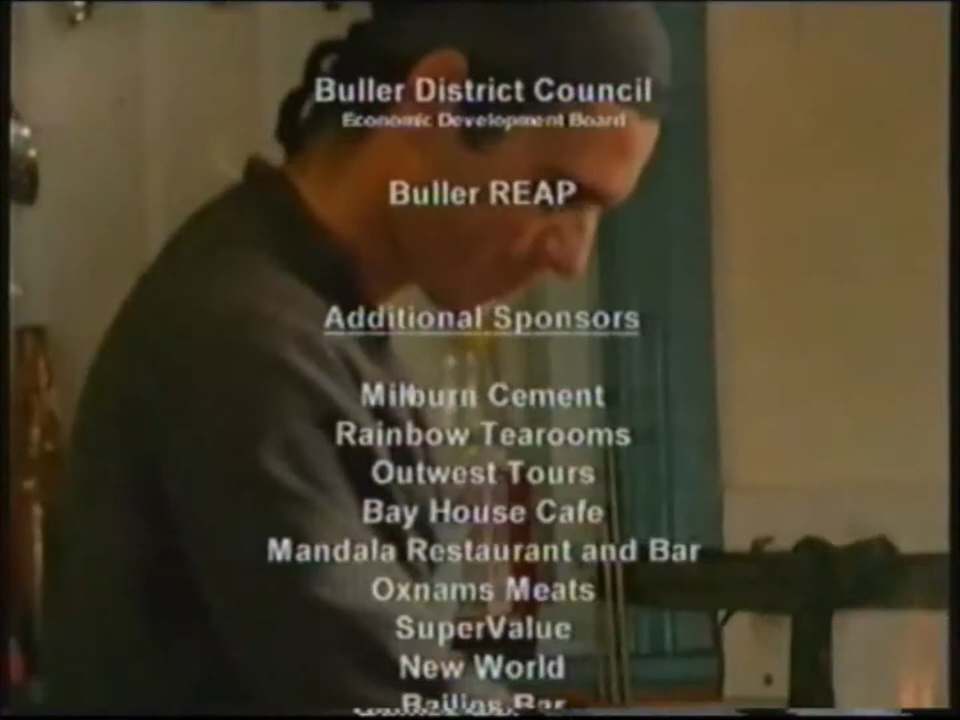 Buller District Council
Economic Development Board
Buller REAP
Additional Sponsors
Milburn Cement
Rainbow Tearooms
Outwest Tours
Bay House Cafe
Mandala Restaurant and Bar
Oxnams Meats
SuperValue
New World
Bar